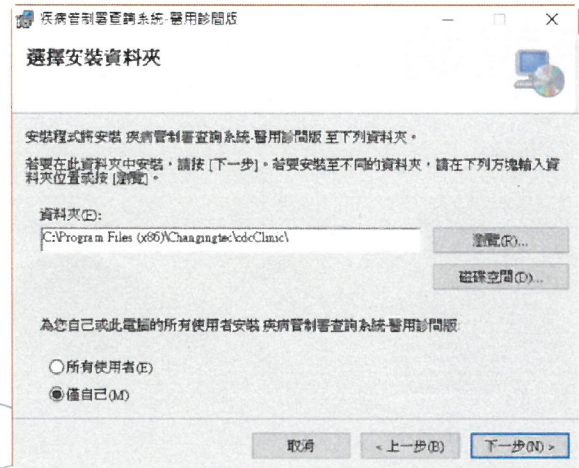 疾病管制署查詢系統-醫用診間版
選擇安裝資料夾
安裝程式將安裝 疾病管制署查詢系統-醫用診間版 至下列資料夾。
若要在此資料夾中安裝，請按 [下一步]。若要安裝至不同的資料夾，請在下列方塊輸入資
料夾位置或按 [瀏覽]。
資料夾(F):
C:\Program Files (x86)\Changingtec\cdcClinic\
瀏覽(R)...
磁碟空間(D)...
為您自己或此電腦的所有使用者安裝 疾病管制署查詢系統-醫用診間版:
所有使用者(E)
僅自己(M)
取消
< 上一步(B)
下一步(N) >